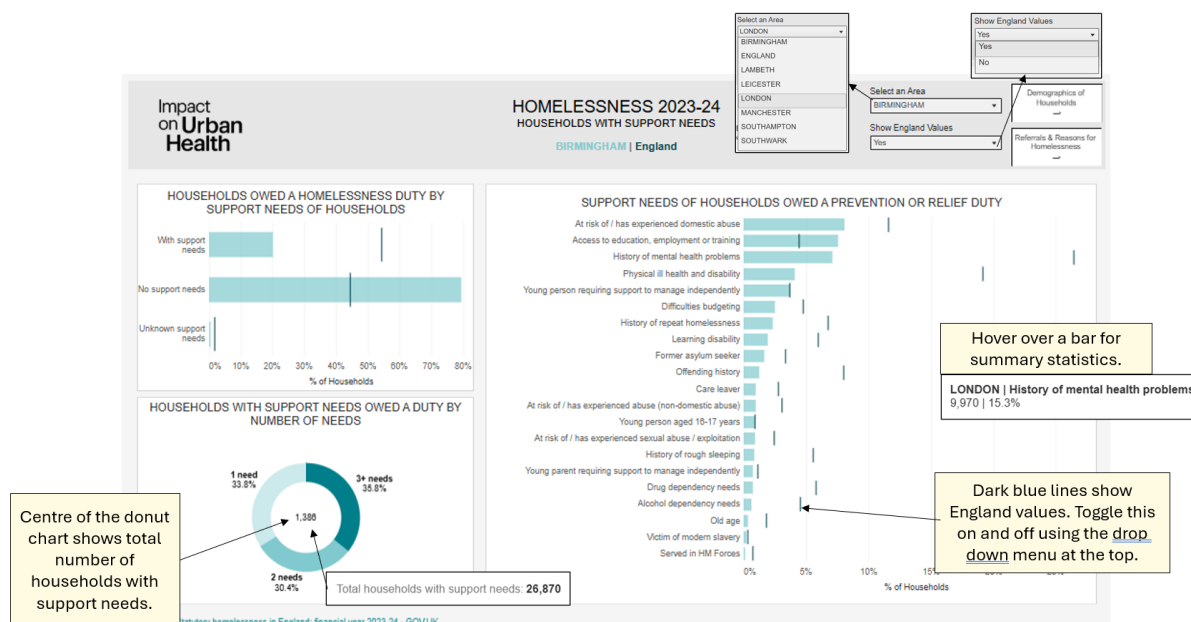 Select an Area
LONDON
BIRMINGHAM
ENGLAND
LAMBETH
LEICESTER
LONDON
MANCHESTER
SOUTHAMPTON
SOUTHWARK
Show England Values
Yes
Yes
No
Impact
on Urban
Health
HOMELESSNESS 2023-24
HOUSEHOLDS WITH SUPPORT NEEDS
BIRMINGHAM | England
Select an Area
BIRMINGHAM
Show England Values
Yes
Demographics of
Households
Referrals & Reasons for
Homelessness
HOUSEHOLDS OWED A HOMELESSNESS DUTY BY
SUPPORT NEEDS OF HOUSEHOLDS
With support
needs
No support needs
Unknown support
needs
0% 10% 20% 30% 40% 50% 60% 70% 80%
% of Households
HOUSEHOLDS WITH SUPPORT NEEDS OWED A DUTY BY
NUMBER OF NEEDS
1 need
33.8%
3+ needs
35.8%
1,386
2 needs
30.4%
Centre of the donut
chart shows total
number of
households with
support needs.
Total households with support needs: 26,870
SUPPORT NEEDS OF HOUSEHOLDS OWED A PREVENTION OR RELIEF DUTY
At risk of / has experienced domestic abuse
Access to education, employment or training
History of mental health problems
Physical ill health and disability
Young person requiring support to manage independently
Difficulties budgeting
History of repeat homelessness
Learning disability
Former asylum seeker
Offending history
Care leaver
At risk of / has experienced abuse (non-domestic abuse)
Young person aged 16-17 years
At risk of / has experienced sexual abuse / exploitation
History of rough sleeping
Young parent requiring support to manage independently
Drug dependency needs
Alcohol dependency needs
Old age
Victim of modern slavery
Served in HM Forces
0% 5% 10% 15%
% of Households
Hover over a bar for
summary statistics.
LONDON | History of mental health problems
9,970 | 15.3%
Dark blue lines show
England values. Toggle this
on and off using the drop
down menu at the top.
Statutory homelessness in England: financial year 2023-24 - GOV.UK